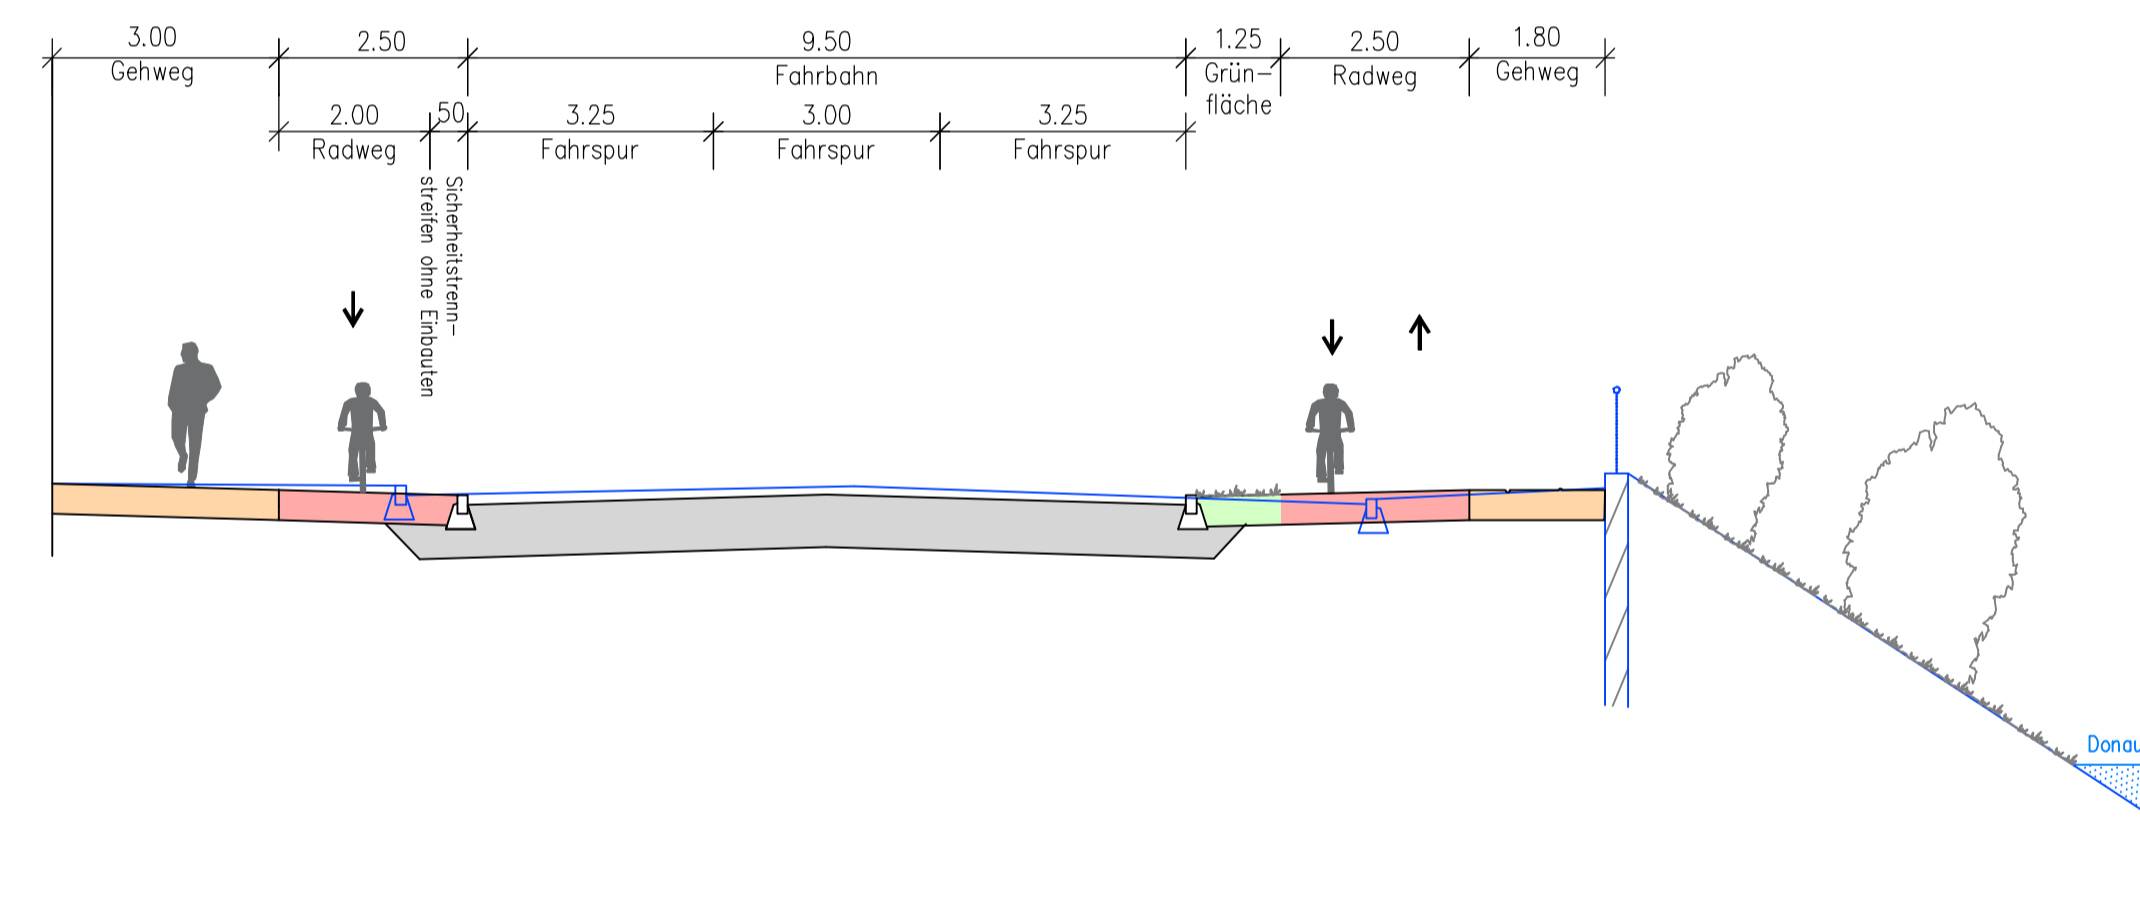 3.00
Gehweg
2.50
9.50
Fahrbahn
1.25
Grün-
fläche
2.50
Radweg
1.80
Gehweg
2.00
Radweg
50
3.25
Fahrspur
3.00
Fahrspur
3.25
Fahrspur
Sicherheitstrenn-
streifen ohne Einbauten
Donau